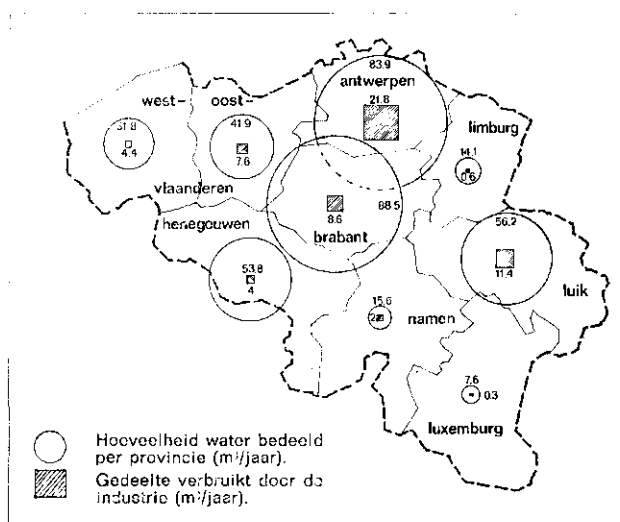 83.9
antwerpen
21.8
west- oost-
31.8
4.4
41.9
7.6
limburg
14.1
0.6
vlaanderen
henegouwen
88.5
8.6
brabant
56.2
11.4
luik
53.8
4
15.6
namen
7.6
0.3
luxemburg
Hoeveelheid water bedeeld
per provincie (m³/jaar).
Gedeelte verbruikt door de
industrie (m³/jaar).